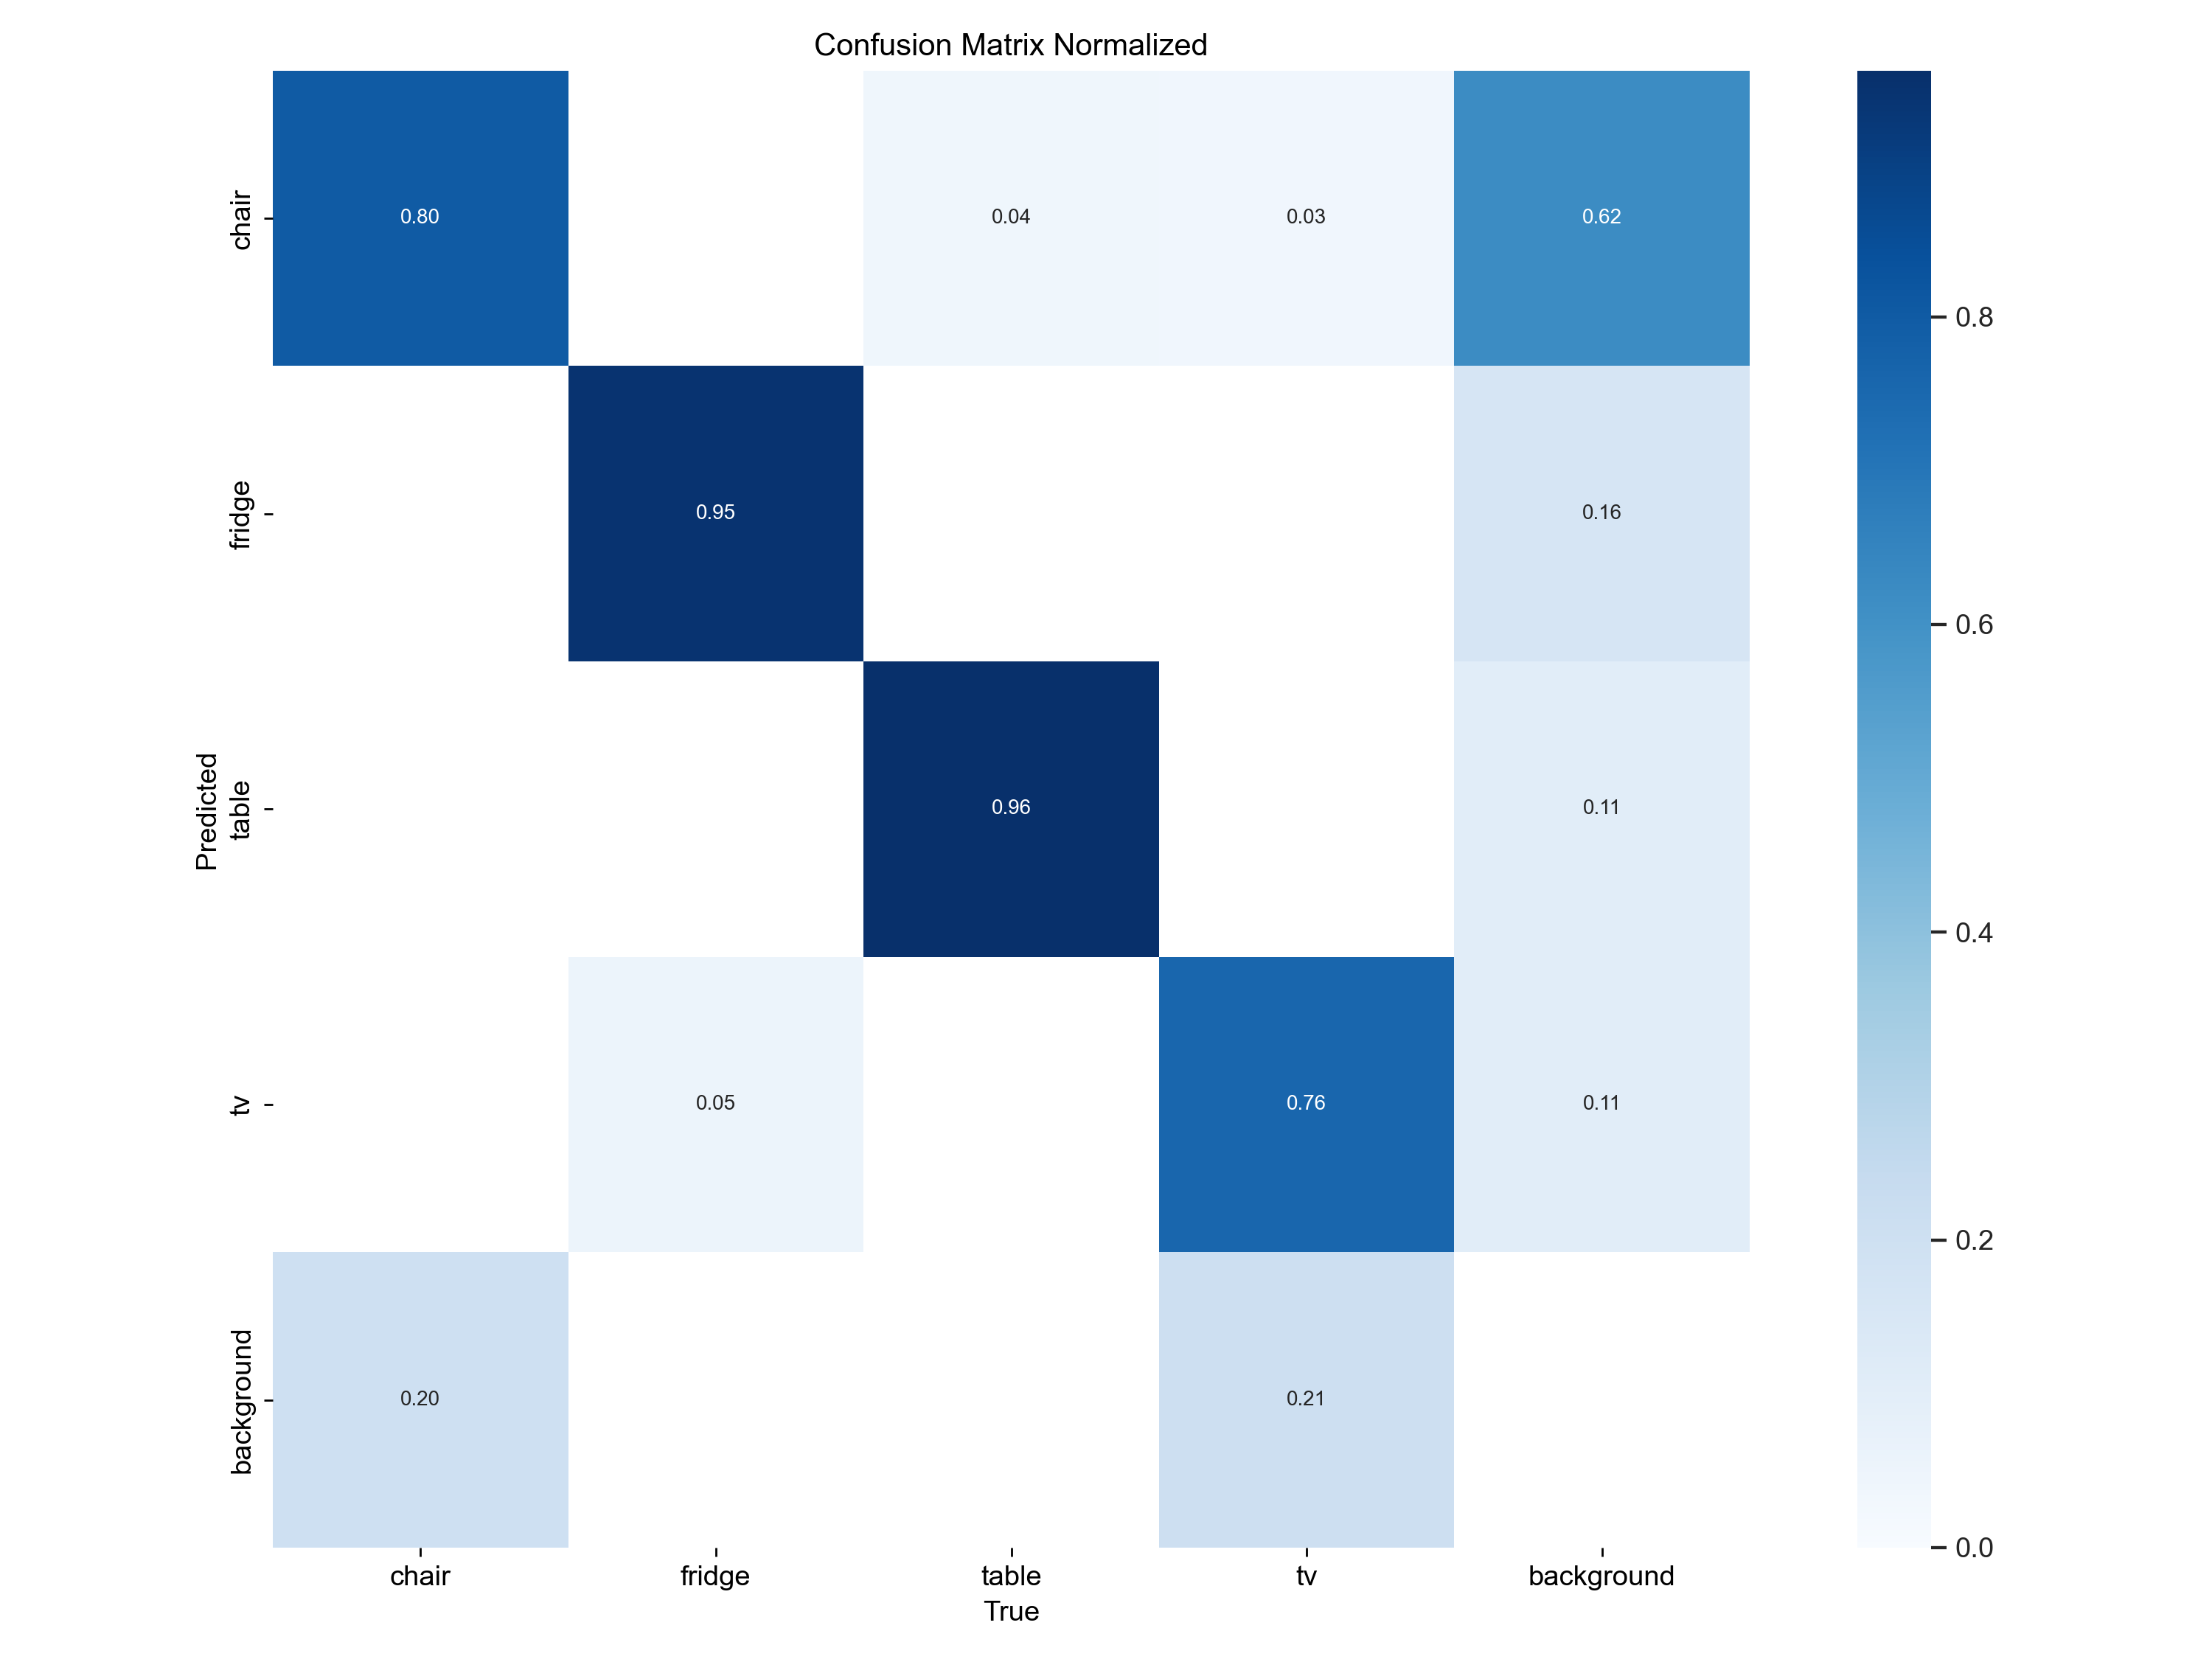 Confusion Matrix Normalized
chair
0.80
0.04
0.03
0.62
fridge
0.95
0.16
Predicted
table
0.96
0.11
tv
0.05
0.76
0.11
background
0.20
0.21
chair
fridge
table
tv
background
True
0.8
0.6
0.4
0.2
0.0